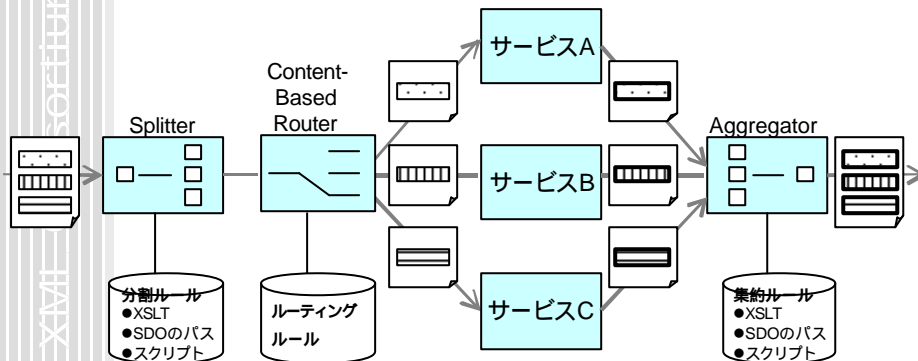 サービスA
Content-
Based
Router
Splitter
Aggregator
サービスB
分割ルール
●XSLT
●SDOのパス
●スクリプト
ルーティング
ルール
サービスC
集約ルール
●XSLT
●SDOのパス
●スクリプト